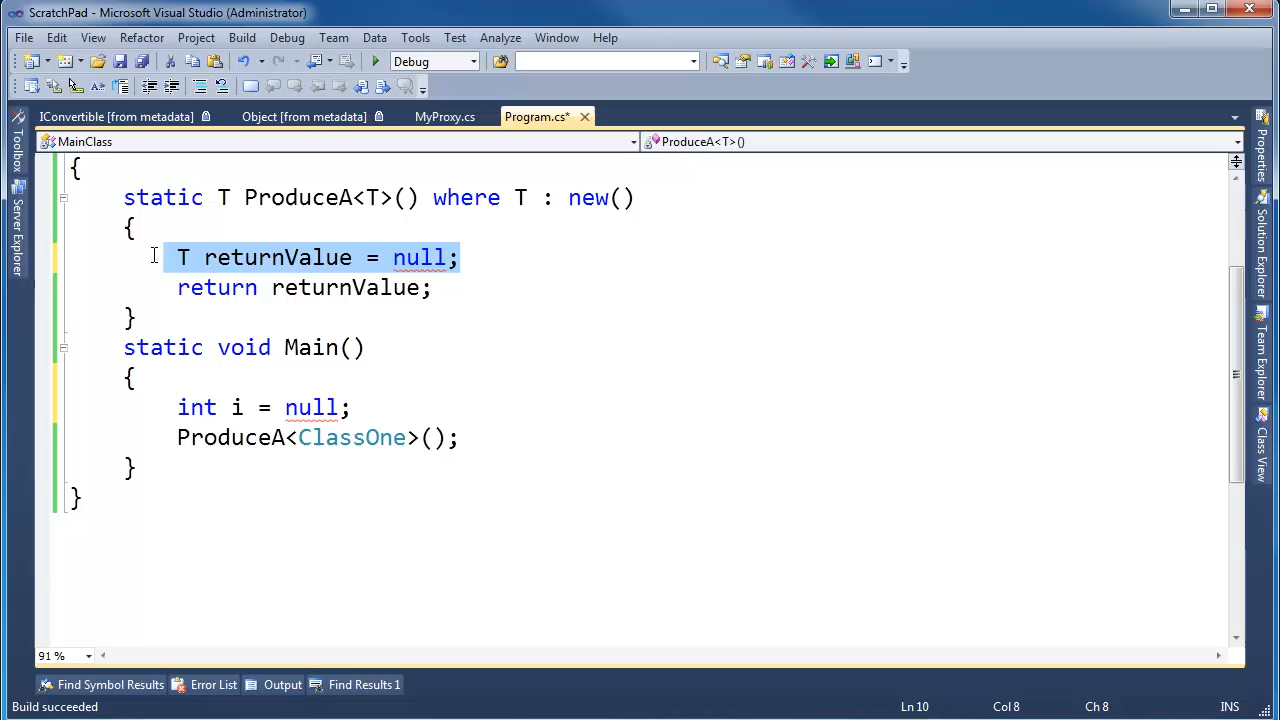 ScratchPad - Microsoft Visual Studio (Administrator)
File Edit View Refactor Project Build Debug Team Data Tools Test Analyze Window Help
Debug
IConvertible [from metadata] Object [from metadata] MyProxy.cs Program.cs*
MainClass ProduceA<T>()
{
static T ProduceA<T>() where T : new()
{
T returnValue = null;
return returnValue;
}
static void Main()
{
int i = null;
ProduceA<ClassOne>();
}
}
Toolbox
Server Explorer
Properties
Solution Explorer
Team Explorer
Class View
91 %
Find Symbol Results Error List Output Find Results 1
Build succeeded Ln 10 Col 8 Ch 8 INS